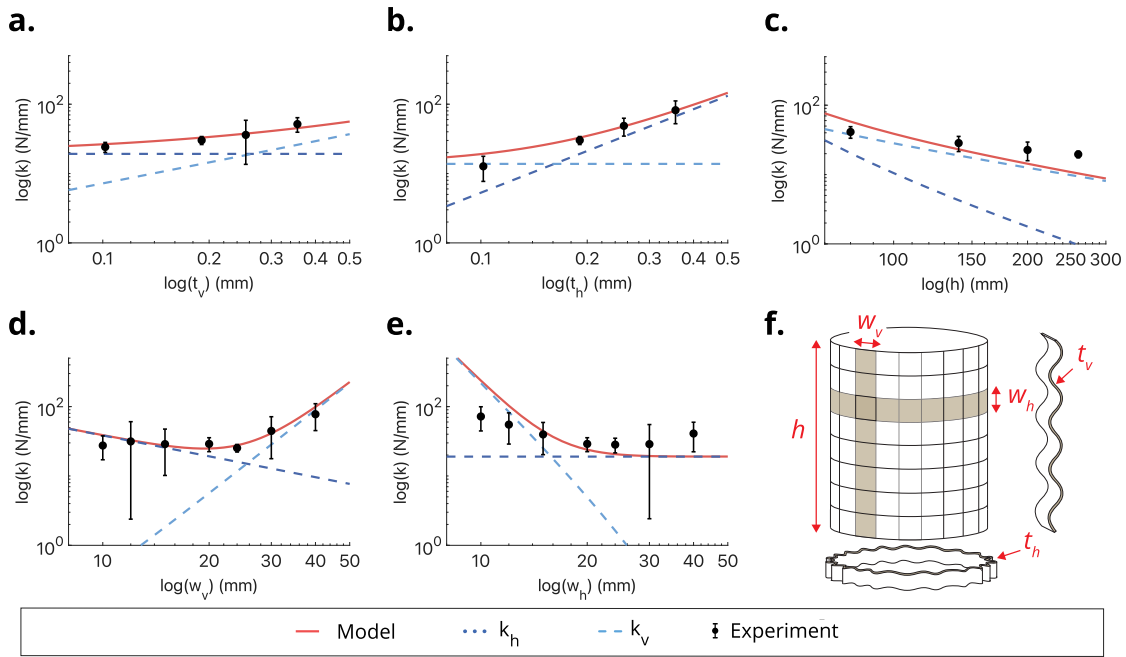 a.
log(k) (N/mm)
10²
10⁰
0.1 0.2 0.3 0.4 0.5
log(t_v) (mm)
b.
log(k) (N/mm)
10²
10⁰
0.1 0.2 0.3 0.4 0.5
log(t_h) (mm)
c.
log(k) (N/mm)
10²
10⁰
100 150 200 250 300
log(h) (mm)
d.
log(k) (N/mm)
10²
10⁰
10 20 30 40 50
log(w_v) (mm)
e.
log(k) (N/mm)
10²
10⁰
10 20 30 40 50
log(w_h) (mm)
f.
w_v
t_v
w_h
h
t_h
Model k_h k_v Experiment